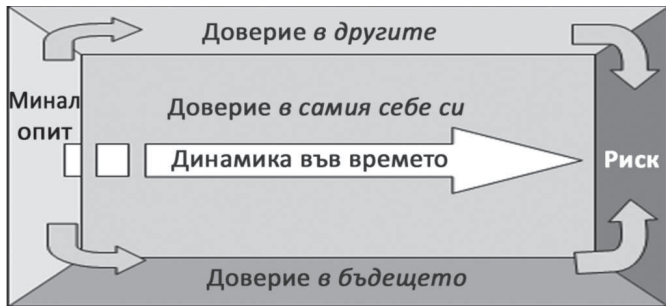 Доверие в другите
Минал
опит
Доверие в самия себе си
Динамика във времето
Риск
Доверие в бъдещето